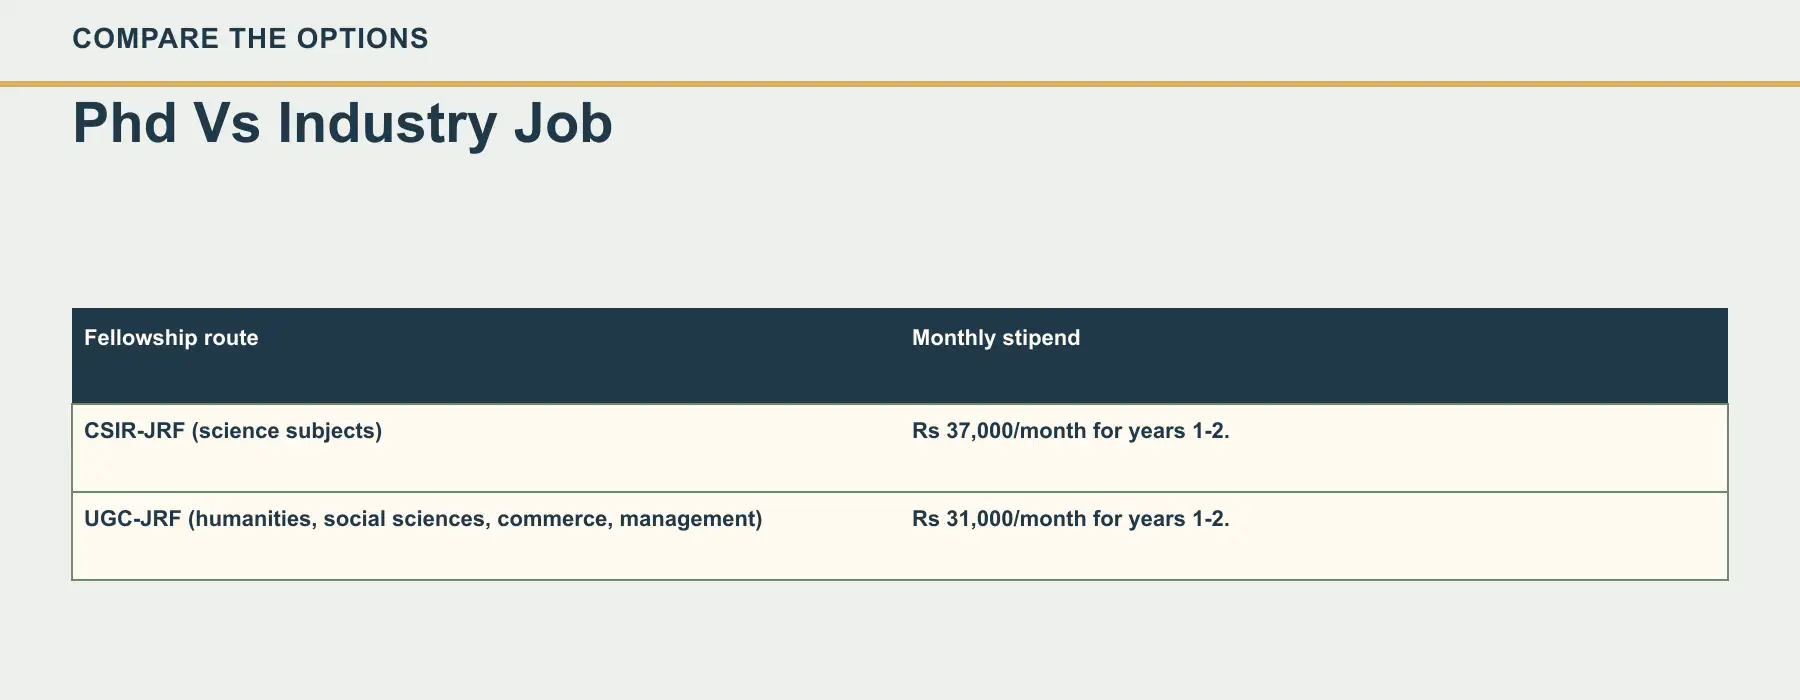 COMPARE THE OPTIONS
Phd Vs Industry Job
Fellowship route Monthly stipend
CSIR-JRF (science subjects) Rs 37,000/month for years 1-2.
UGC-JRF (humanities, social sciences, commerce, management) Rs 31,000/month for years 1-2.